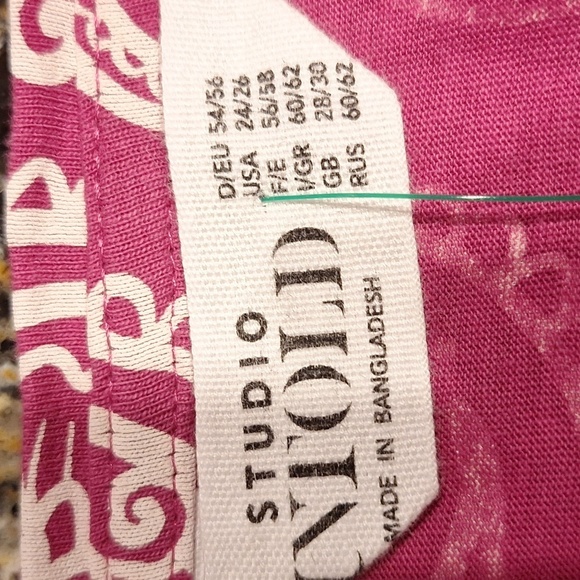 STUDIO
NTOLD
MADE IN BANGLADESH
D/EU 54/56
USA 24/26
F/E 56/58
I/GR 60/62
GB 28/30
RUS 60/62